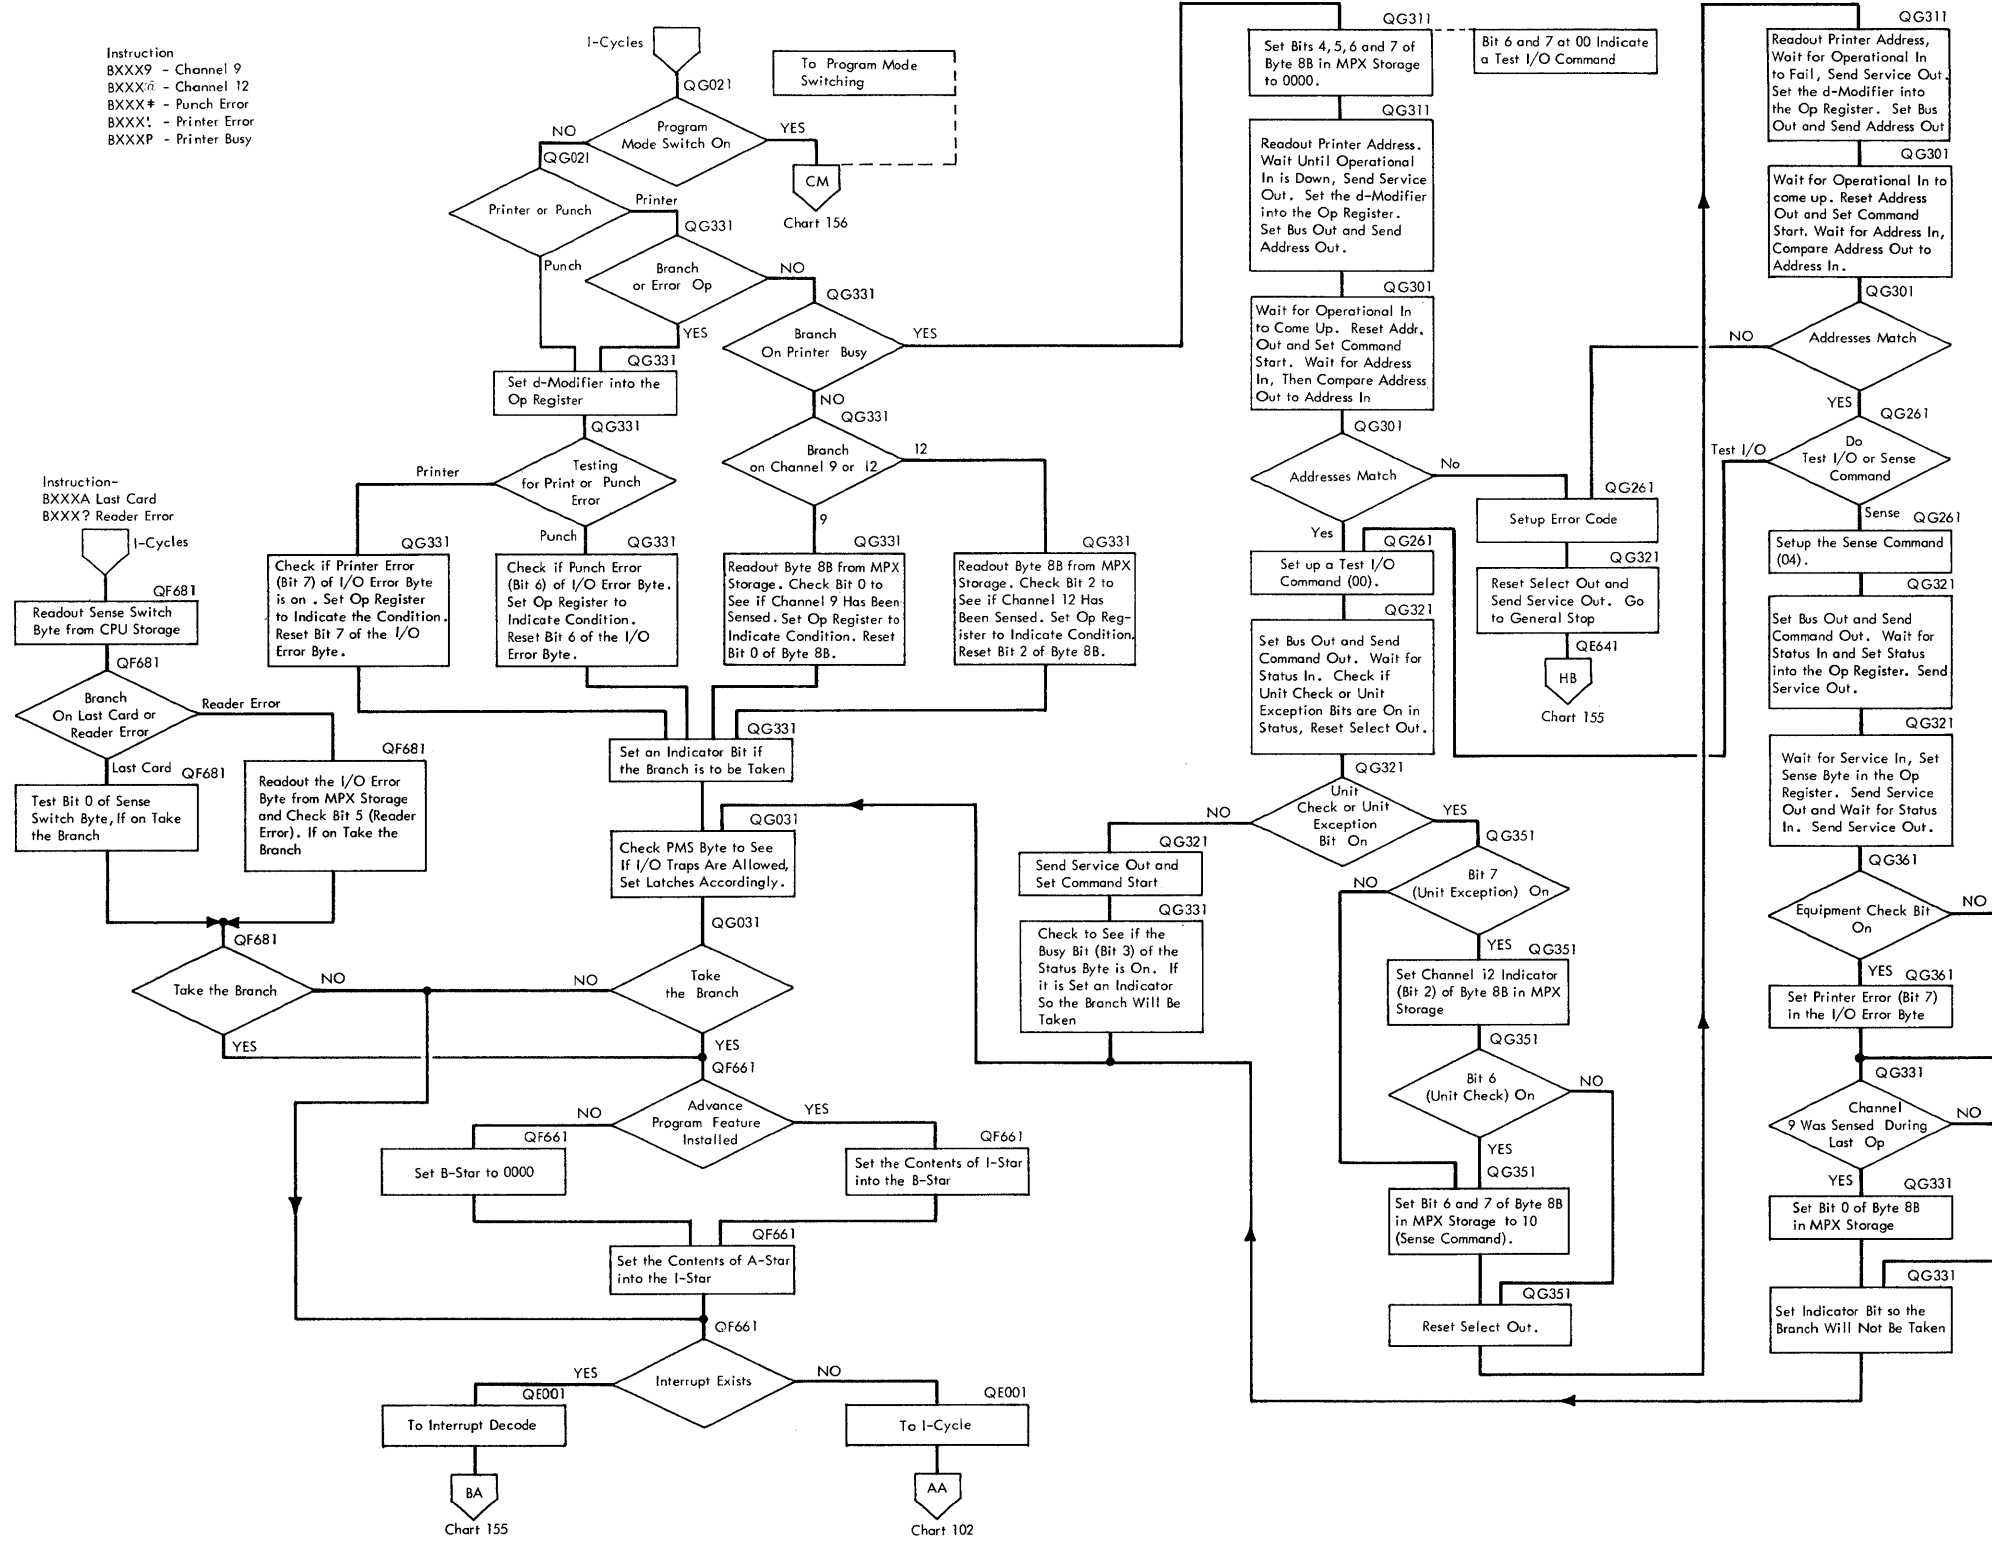 Instruction
BXXX9 - Channel 9
BXXX@ - Channel 12
BXXX‡ - Punch Error
BXXX! - Printer Error
BXXXP - Printer Busy
I-Cycles
QG021
To Program Mode
Switching
Program
Mode Switch On
NO
YES
QG021
CM
Chart 156
Printer or Punch
Printer
Punch
QG331
Branch
or Error Op
NO
YES
QG331
Branch
On Printer Busy
YES
NO
QG331
Set d-Modifier into the
Op Register
QG331
Testing
for Print or Punch
Error
Printer
Punch
QG331
Branch
on Channel 9 or 12
12
9
QG331
Check if Printer Error
(Bit 7) of I/O Error Byte
is on . Set Op Register
to Indicate the Condition.
Reset Bit 7 of the I/O
Error Byte.
QG331
Check if Punch Error
(Bit 6) of I/O Error Byte.
Set Op Register to
Indicate Condition.
Reset Bit 6 of the I/O
Error Byte.
QG331
Readout Byte 8B from MPX
Storage. Check Bit 0 to
See if Channel 9 Has Been
Sensed. Set Op Register to
Indicate Condition. Reset
Bit 0 of Byte 8B.
QG331
Readout Byte 8B from MPX
Storage. Check Bit 2 to
See if Channel 12 Has
Been Sensed. Set Op Reg-
ister to Indicate Condition.
Reset Bit 2 of Byte 8B.
Instruction-
BXXXA Last Card
BXXX? Reader Error
I-Cycles
QF681
Readout Sense Switch
Byte from CPU Storage
QF681
Branch
On Last Card or
Reader Error
Reader Error
Last Card
QF681
Test Bit 0 of Sense
Switch Byte, If on Take
the Branch
QF681
Readout the I/O Error
Byte from MPX Storage
and Check Bit 5 (Reader
Error). If on Take the
Branch
QF681
Take the Branch
NO
YES
QG331
Set an Indicator Bit if
the Branch is to be Taken
QG031
Check PMS Byte to See
If I/O Traps Are Allowed,
Set Latches Accordingly.
QG031
Take
the Branch
NO
YES
QF661
Advance
Program Feature
Installed
NO
YES
QF661
Set B-Star to 0000
QF661
Set the Contents of I-Star
into the B-Star
QF661
Set the Contents of A-Star
into the I-Star
QF661
Interrupt Exists
YES
NO
QE001
To Interrupt Decode
BA
Chart 155
QE001
To I-Cycle
AA
Chart 102
QG311
Set Bits 4, 5, 6 and 7 of
Byte 8B in MPX Storage
to 0000.
Bit 6 and 7 at 00 Indicate
a Test I/O Command
QG311
Readout Printer Address.
Wait Until Operational
In is Down, Send Service
Out. Set the d-Modifier
into the Op Register.
Set Bus Out and Send
Address Out.
QG301
Wait for Operational In
to Come Up. Reset Addr.
Out and Set Command
Start. Wait for Address
In, Then Compare Address
Out to Address In
QG301
Addresses Match
No
Yes
QG261
Setup Error Code
QG321
Reset Select Out and
Send Service Out. Go
to General Stop
QE641
HB
Chart 155
QG261
Set up a Test I/O
Command (00).
QG321
Set Bus Out and Send
Command Out. Wait for
Status In. Check if
Unit Check or Unit
Exception Bits are On in
Status, Reset Select Out.
QG321
Unit
Check or Unit
Exception
Bit On
NO
YES
QG321
Send Service Out and
Set Command Start
QG331
Check to See if the
Busy Bit (Bit 3) of the
Status Byte is On. If
it is Set an Indicator
So the Branch Will Be
Taken
QG351
Bit 7
(Unit Exception) On
NO
YES
QG351
Set Channel 12 Indicator
(Bit 2) of Byte 8B in MPX
Storage
QG351
Bit 6
(Unit Check) On
NO
YES
QG351
Set Bit 6 and 7 of Byte 8B
in MPX Storage to 10
(Sense Command).
QG351
Reset Select Out.
QG311
Readout Printer Address,
Wait for Operational In
to Fail, Send Service Out.
Set the d-Modifier into
the Op Register. Set Bus
Out and Send Address Out
QG301
Wait for Operational In to
come up. Reset Address
Out and Set Command
Start. Wait for Address In,
Compare Address Out to
Address In.
QG301
Addresses Match
NO
YES
QG261
Do
Test I/O or Sense
Command
Test I/O
Sense
QG261
Setup the Sense Command
(04).
QG321
Set Bus Out and Send
Command Out. Wait for
Status In and Set Status
into the Op Register. Send
Service Out.
QG321
Wait for Service In, Set
Sense Byte in the Op
Register. Send Service
Out and Wait for Status
In. Send Service Out.
QG361
Equipment Check Bit
On
NO
YES
QG361
Set Printer Error (Bit 7)
in the I/O Error Byte
QG331
Channel
9 Was Sensed During
Last Op
NO
YES
QG331
Set Bit 0 of Byte 8B
in MPX Storage
QG331
Set Indicator Bit so the
Branch Will Not Be Taken